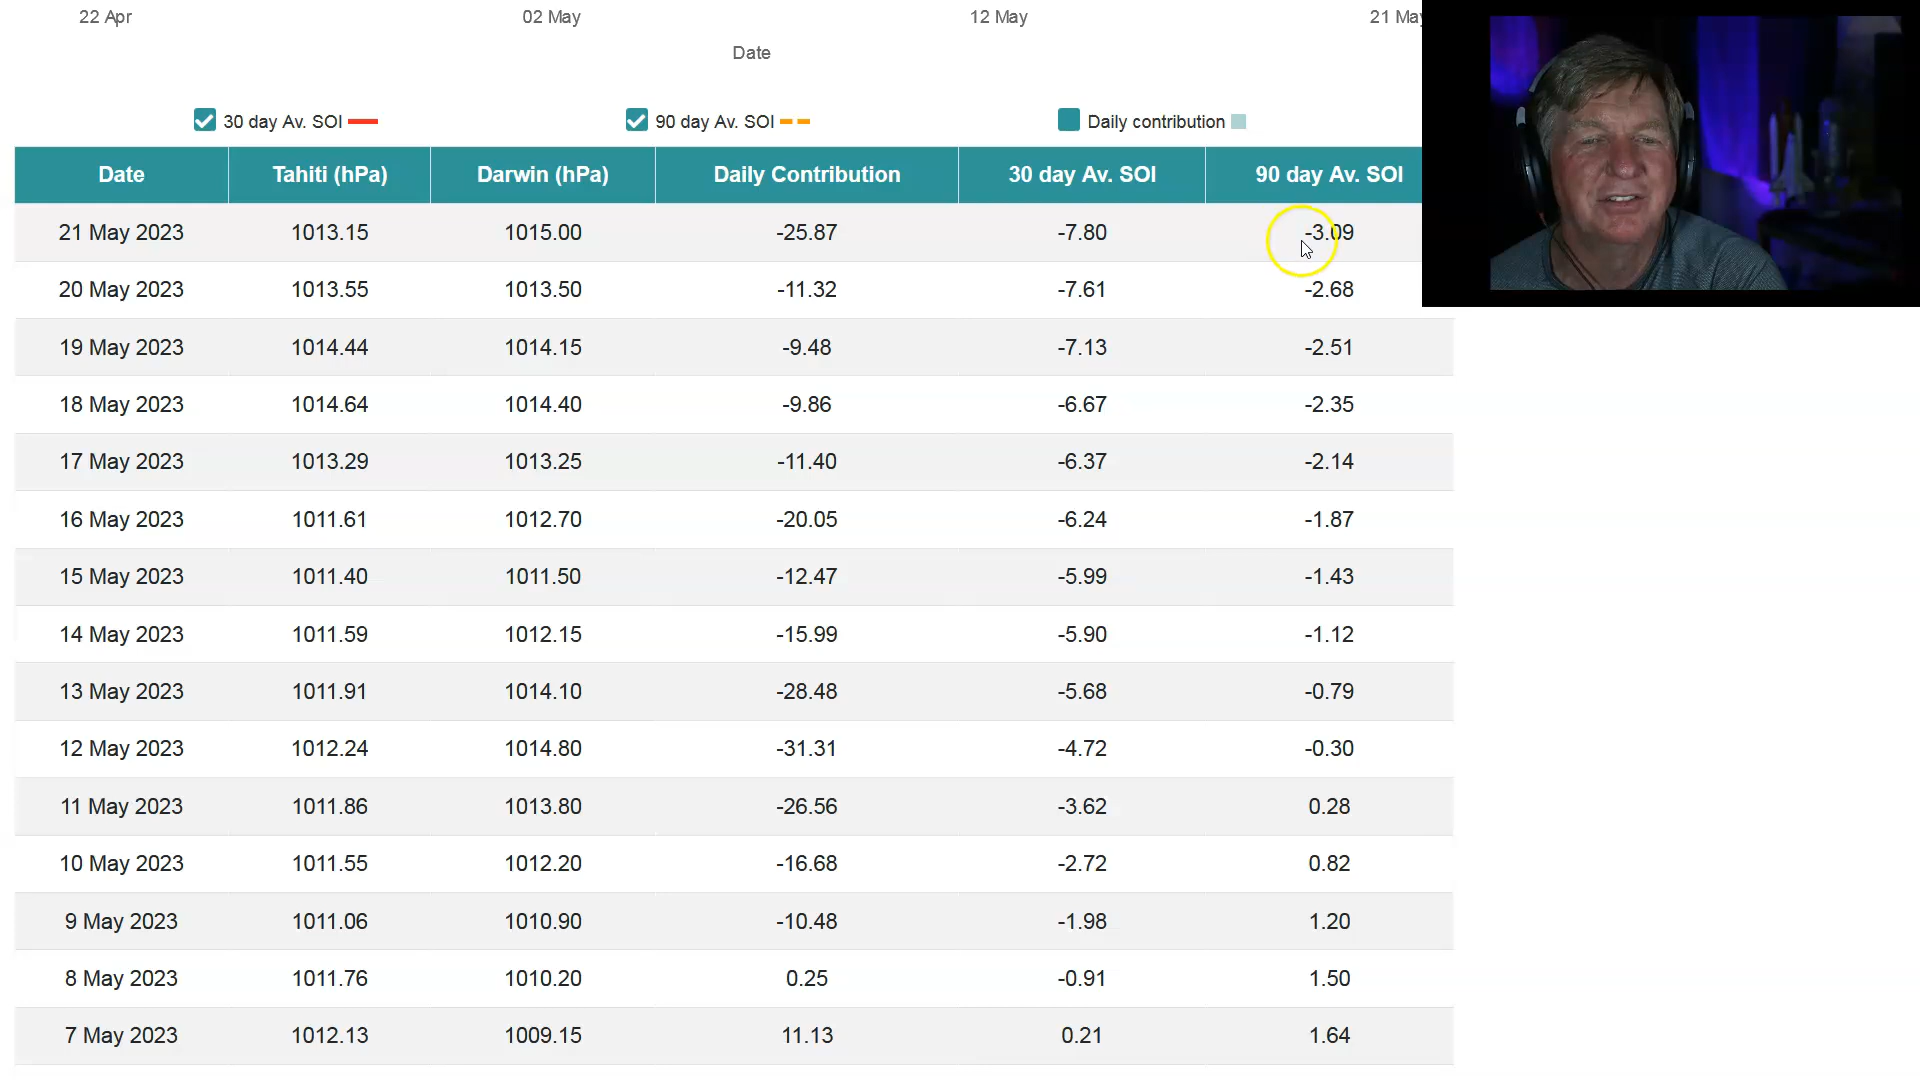 22 Apr 02 May 12 May 21 May
Date
30 day Av. SOI 90 day Av. SOI Daily contribution
Date Tahiti (hPa) Darwin (hPa) Daily Contribution 30 day Av. SOI 90 day Av. SOI
21 May 2023 1013.15 1015.00 -25.87 -7.80 -3.09
20 May 2023 1013.55 1013.50 -11.32 -7.61 -2.68
19 May 2023 1014.44 1014.15 -9.48 -7.13 -2.51
18 May 2023 1014.64 1014.40 -9.86 -6.67 -2.35
17 May 2023 1013.29 1013.25 -11.40 -6.37 -2.14
16 May 2023 1011.61 1012.70 -20.05 -6.24 -1.87
15 May 2023 1011.40 1011.50 -12.47 -5.99 -1.43
14 May 2023 1011.59 1012.15 -15.99 -5.90 -1.12
13 May 2023 1011.91 1014.10 -28.48 -5.68 -0.79
12 May 2023 1012.24 1014.80 -31.31 -4.72 -0.30
11 May 2023 1011.86 1013.80 -26.56 -3.62 0.28
10 May 2023 1011.55 1012.20 -16.68 -2.72 0.82
9 May 2023 1011.06 1010.90 -10.48 -1.98 1.20
8 May 2023 1011.76 1010.20 0.25 -0.91 1.50
7 May 2023 1012.13 1009.15 11.13 0.21 1.64